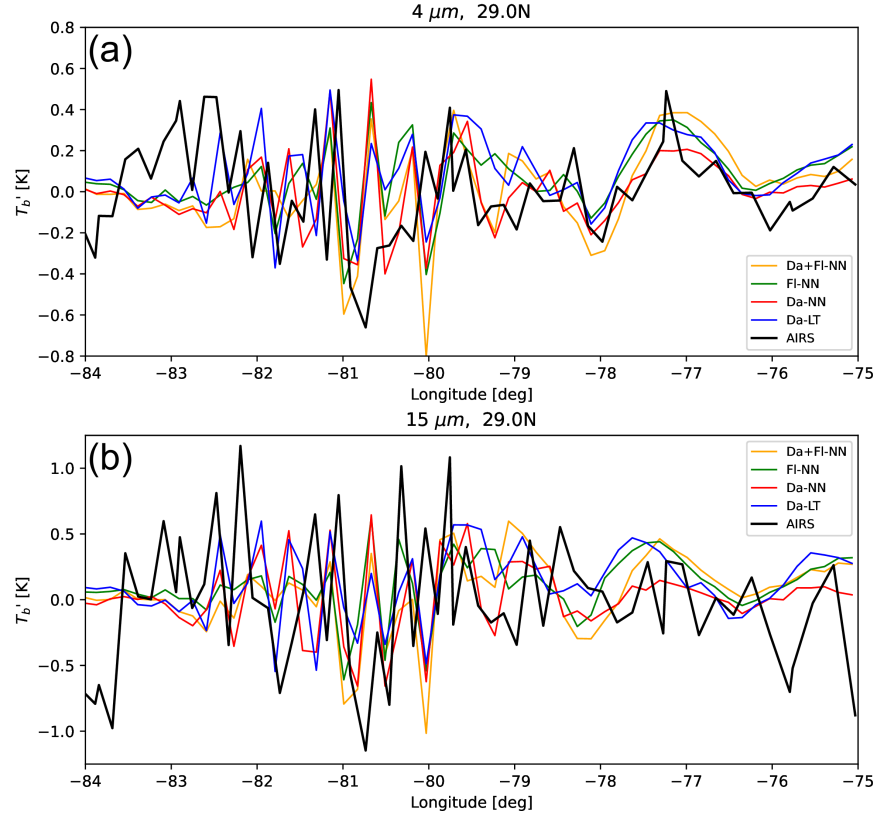 4 μm, 29.0N
(a)
0.8
0.6
0.4
0.2
0.0
−0.2
−0.4
−0.6
−0.8
T_b' [K]
Da+Fl-NN
Fl-NN
Da-NN
Da-LT
AIRS
−84 −83 −82 −81 −80 −79 −78 −77 −76 −75
Longitude [deg]
15 μm, 29.0N
(b)
1.0
0.5
0.0
−0.5
−1.0
T_b' [K]
Da+Fl-NN
Fl-NN
Da-NN
Da-LT
AIRS
−84 −83 −82 −81 −80 −79 −78 −77 −76 −75
Longitude [deg]